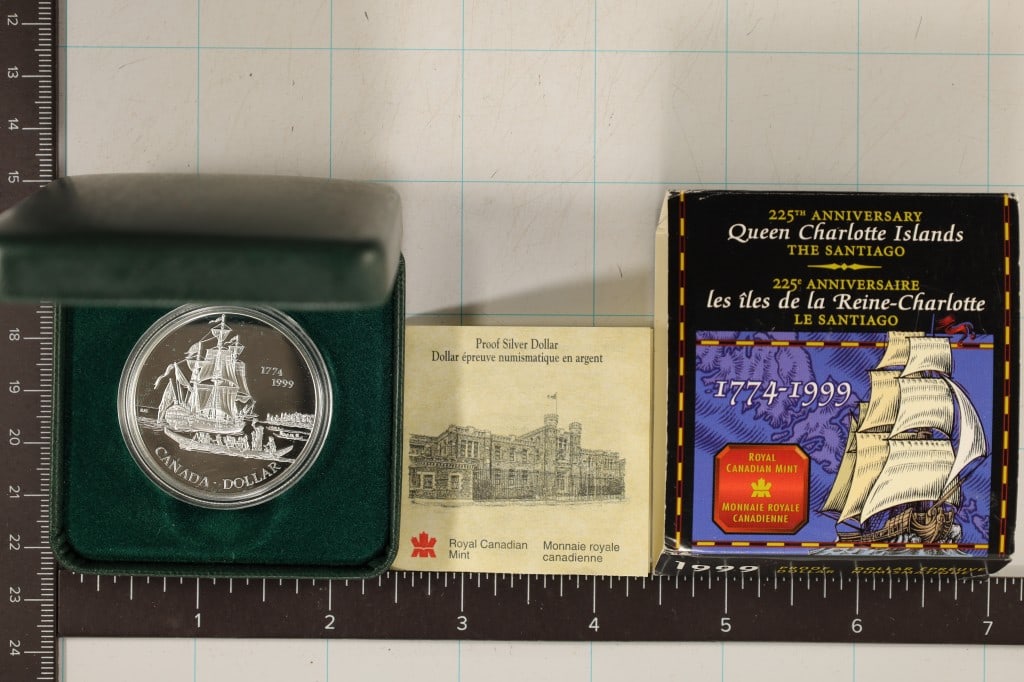 12
13
14
15
18
19
20
21
22
23
24
1774
1999
CANADA · DOLLAR
Proof Silver Dollar
Dollar épreuve numismatique en argent
Royal Canadian
Mint
Monnaie royale
canadienne
225TH ANNIVERSARY
Queen Charlotte Islands
THE SANTIAGO
225e ANNIVERSAIRE
les îles de la Reine-Charlotte
LE SANTIAGO
1774-1999
ROYAL
CANADIAN MINT
MONNAIE ROYALE
CANADIENNE
1999 PROOF DOLLAR
1 2 3 4 5 6 7